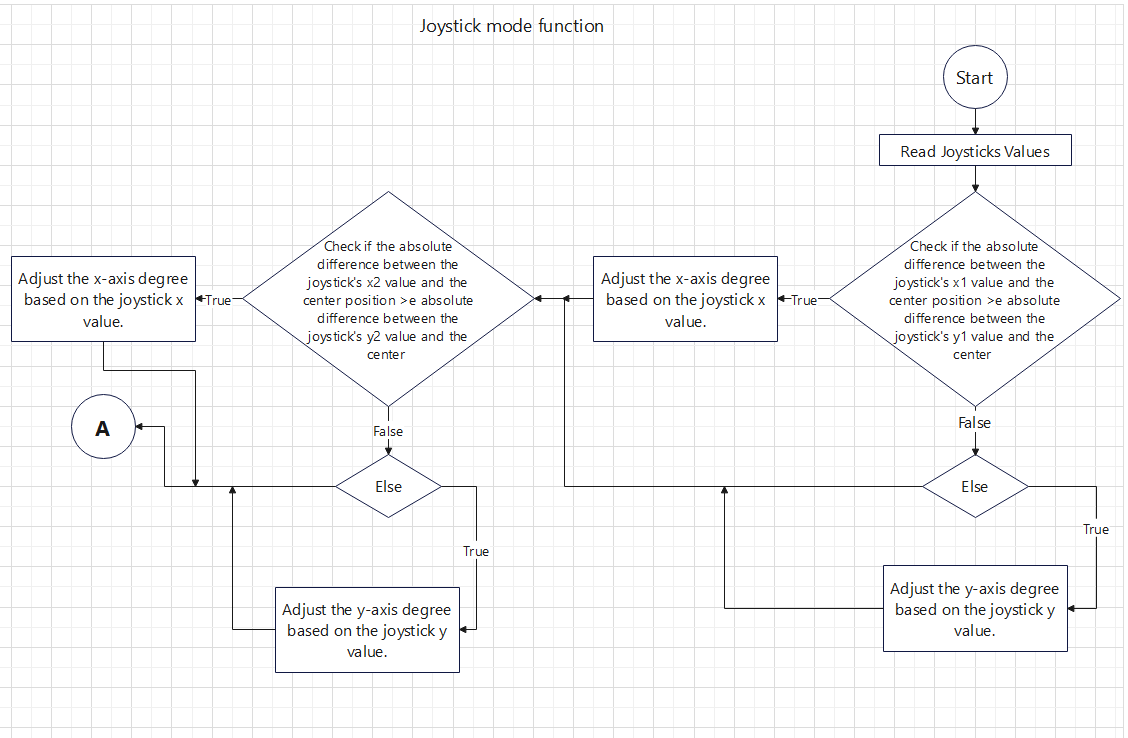 Joystick mode function
Start
Read Joysticks Values
Check if the absolute
difference between the
joystick's x1 value and the
center position >e absolute
difference between the
joystick's y1 value and the
center
True
Adjust the x-axis degree
based on the joystick x
value.
False
Else
True
Adjust the y-axis degree
based on the joystick y
value.
Check if the absolute
difference between the
joystick's x2 value and the
center position >e absolute
difference between the
joystick's y2 value and the
center
True
Adjust the x-axis degree
based on the joystick x
value.
False
Else
True
Adjust the y-axis degree
based on the joystick y
value.
A